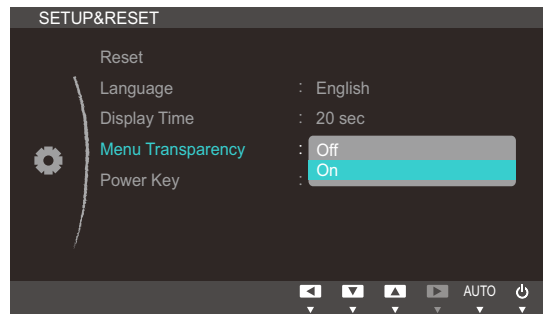 SETUP&RESET
Reset
Language : English
Display Time : 20 sec
Menu Transparency : Off
On
Power Key :
AUTO